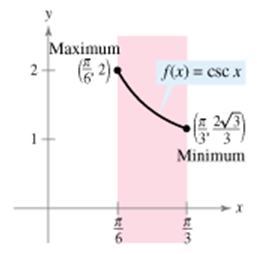 y
Maximum
(π/6, 2)
2
f(x) = csc x
(π/3, 2√3/3)
1
Minimum
x
π/6
π/3